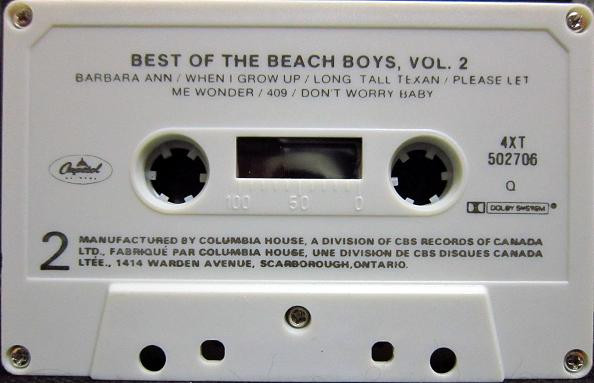 BEST OF THE BEACH BOYS, VOL. 2
BARBARA ANN / WHEN I GROW UP / LONG TALL TEXAN / PLEASE LET
ME WONDER / 409 / DON'T WORRY BABY
Capitol
4XT
502706
Q
DOLBY SYSTEM
100 50 0
2
MANUFACTURED BY COLUMBIA HOUSE, A DIVISION OF CBS RECORDS OF CANADA
LTD., FABRIQUÉ PAR COLUMBIA HOUSE, UNE DIVISION DE CBS DISQUES CANADA
LTÉE., 1414 WARDEN AVENUE, SCARBOROUGH,ONTARIO.